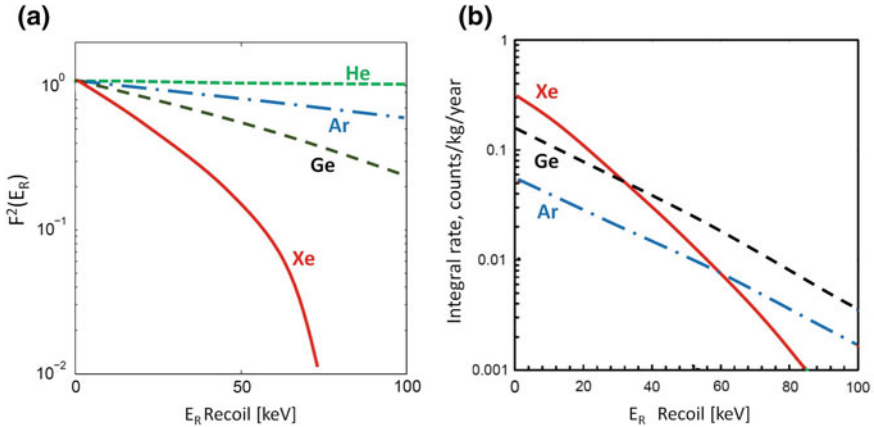 (a)
F²(E_R)
10⁰
10⁻¹
10⁻²
He
Ar
Ge
Xe
0
50
100
E_R Recoil [keV]
(b)
Integral rate, counts/kg/year
1
0.1
0.01
0.001
Xe
Ge
Ar
0
20
40
60
80
100
E_R Recoil [keV]